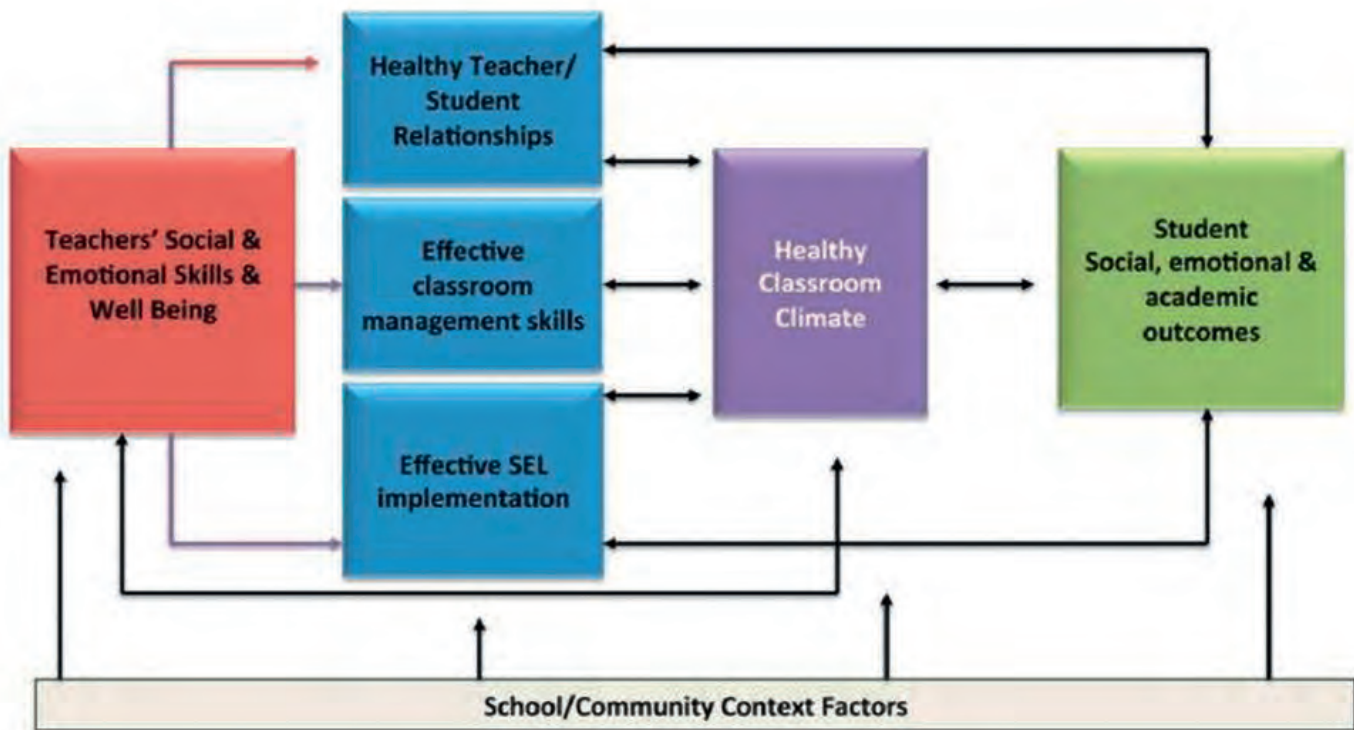 Healthy Teacher/
Student
Relationships
Teachers’ Social &
Emotional Skills &
Well Being
Effective
classroom
management skills
Effective SEL
implementation
Healthy
Classroom
Climate
Student
Social, emotional &
academic
outcomes
School/Community Context Factors